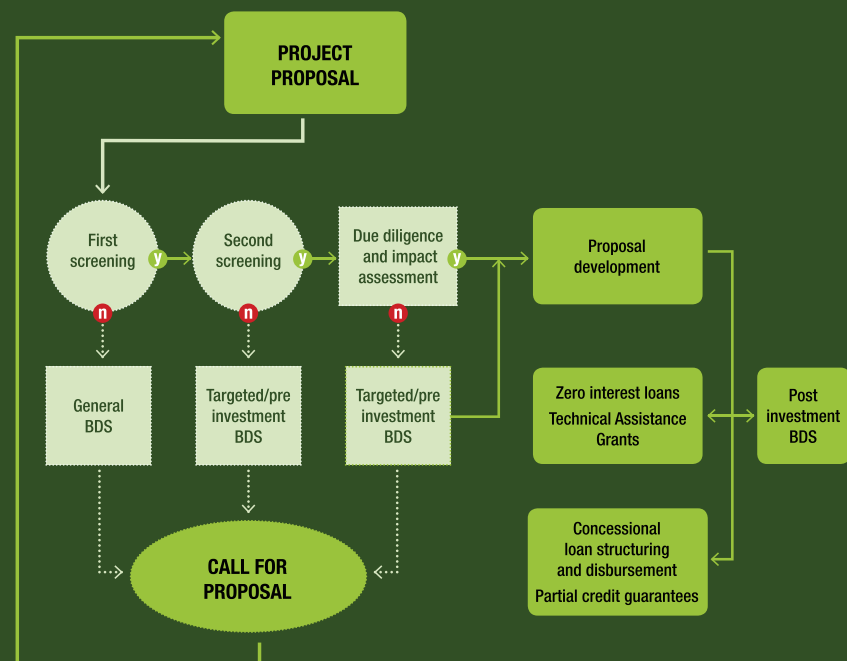 PROJECT
PROPOSAL
First
screening
y
n
Second
screening
y
n
Due diligence
and impact
assessment
y
n
Proposal
development
General
BDS
Targeted/pre
investment
BDS
Targeted/pre
investment
BDS
Zero interest loans
Technical Assistance
Grants
Post
investment
BDS
CALL FOR
PROPOSAL
Concessional
loan structuring
and disbursement
Partial credit guarantees